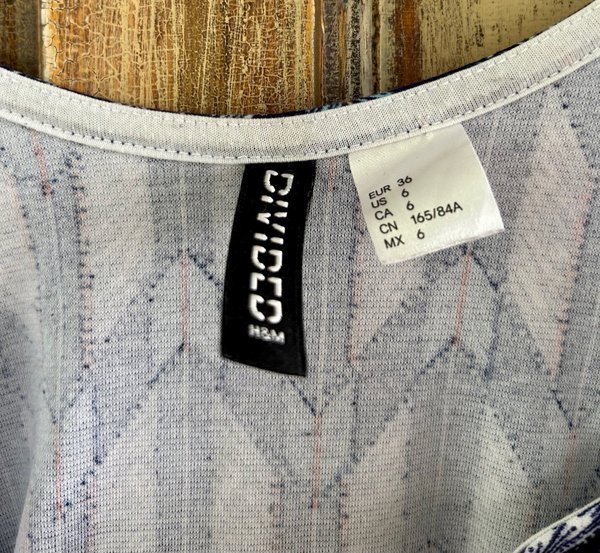 DIVIDED
H&M
EUR 36
US 6
CA 6
CN 165/84A
MX 6